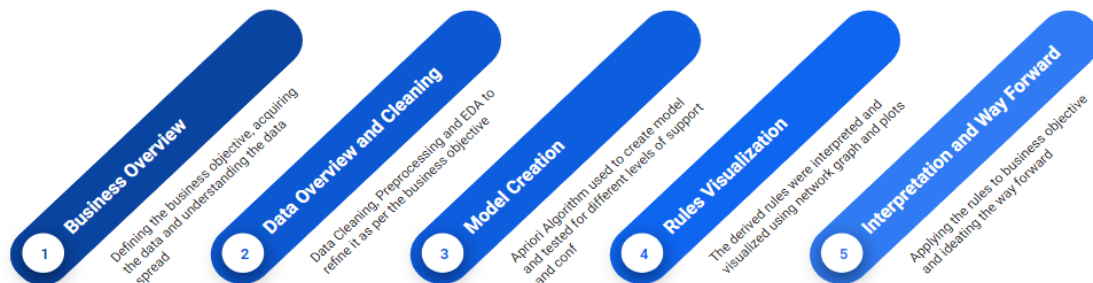 1
Business Overview
Defining the business objective, acquiring
the data and understanding the data
spread
2
Data Overview and Cleaning
Data Cleaning, Preprocessing and EDA to
refine it as per the business objective
3
Model Creation
Apriori Algorithm used to create model
and tested for different levels of support
and conf
4
Rules Visualization
The derived rules were interpreted and
visualized using network graph and plots
5
Interpretation and Way Forward
Applying the rules to business objective
and ideating the way forward